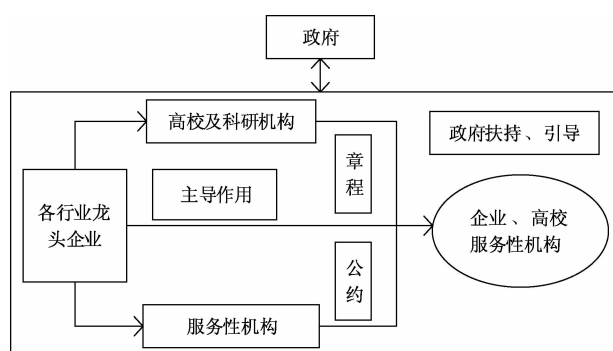 政府
高校及科研机构
政府扶持、引导
章
程
各行业龙
头企业
主导作用
企业、高校
服务性机构
公
约
服务性机构